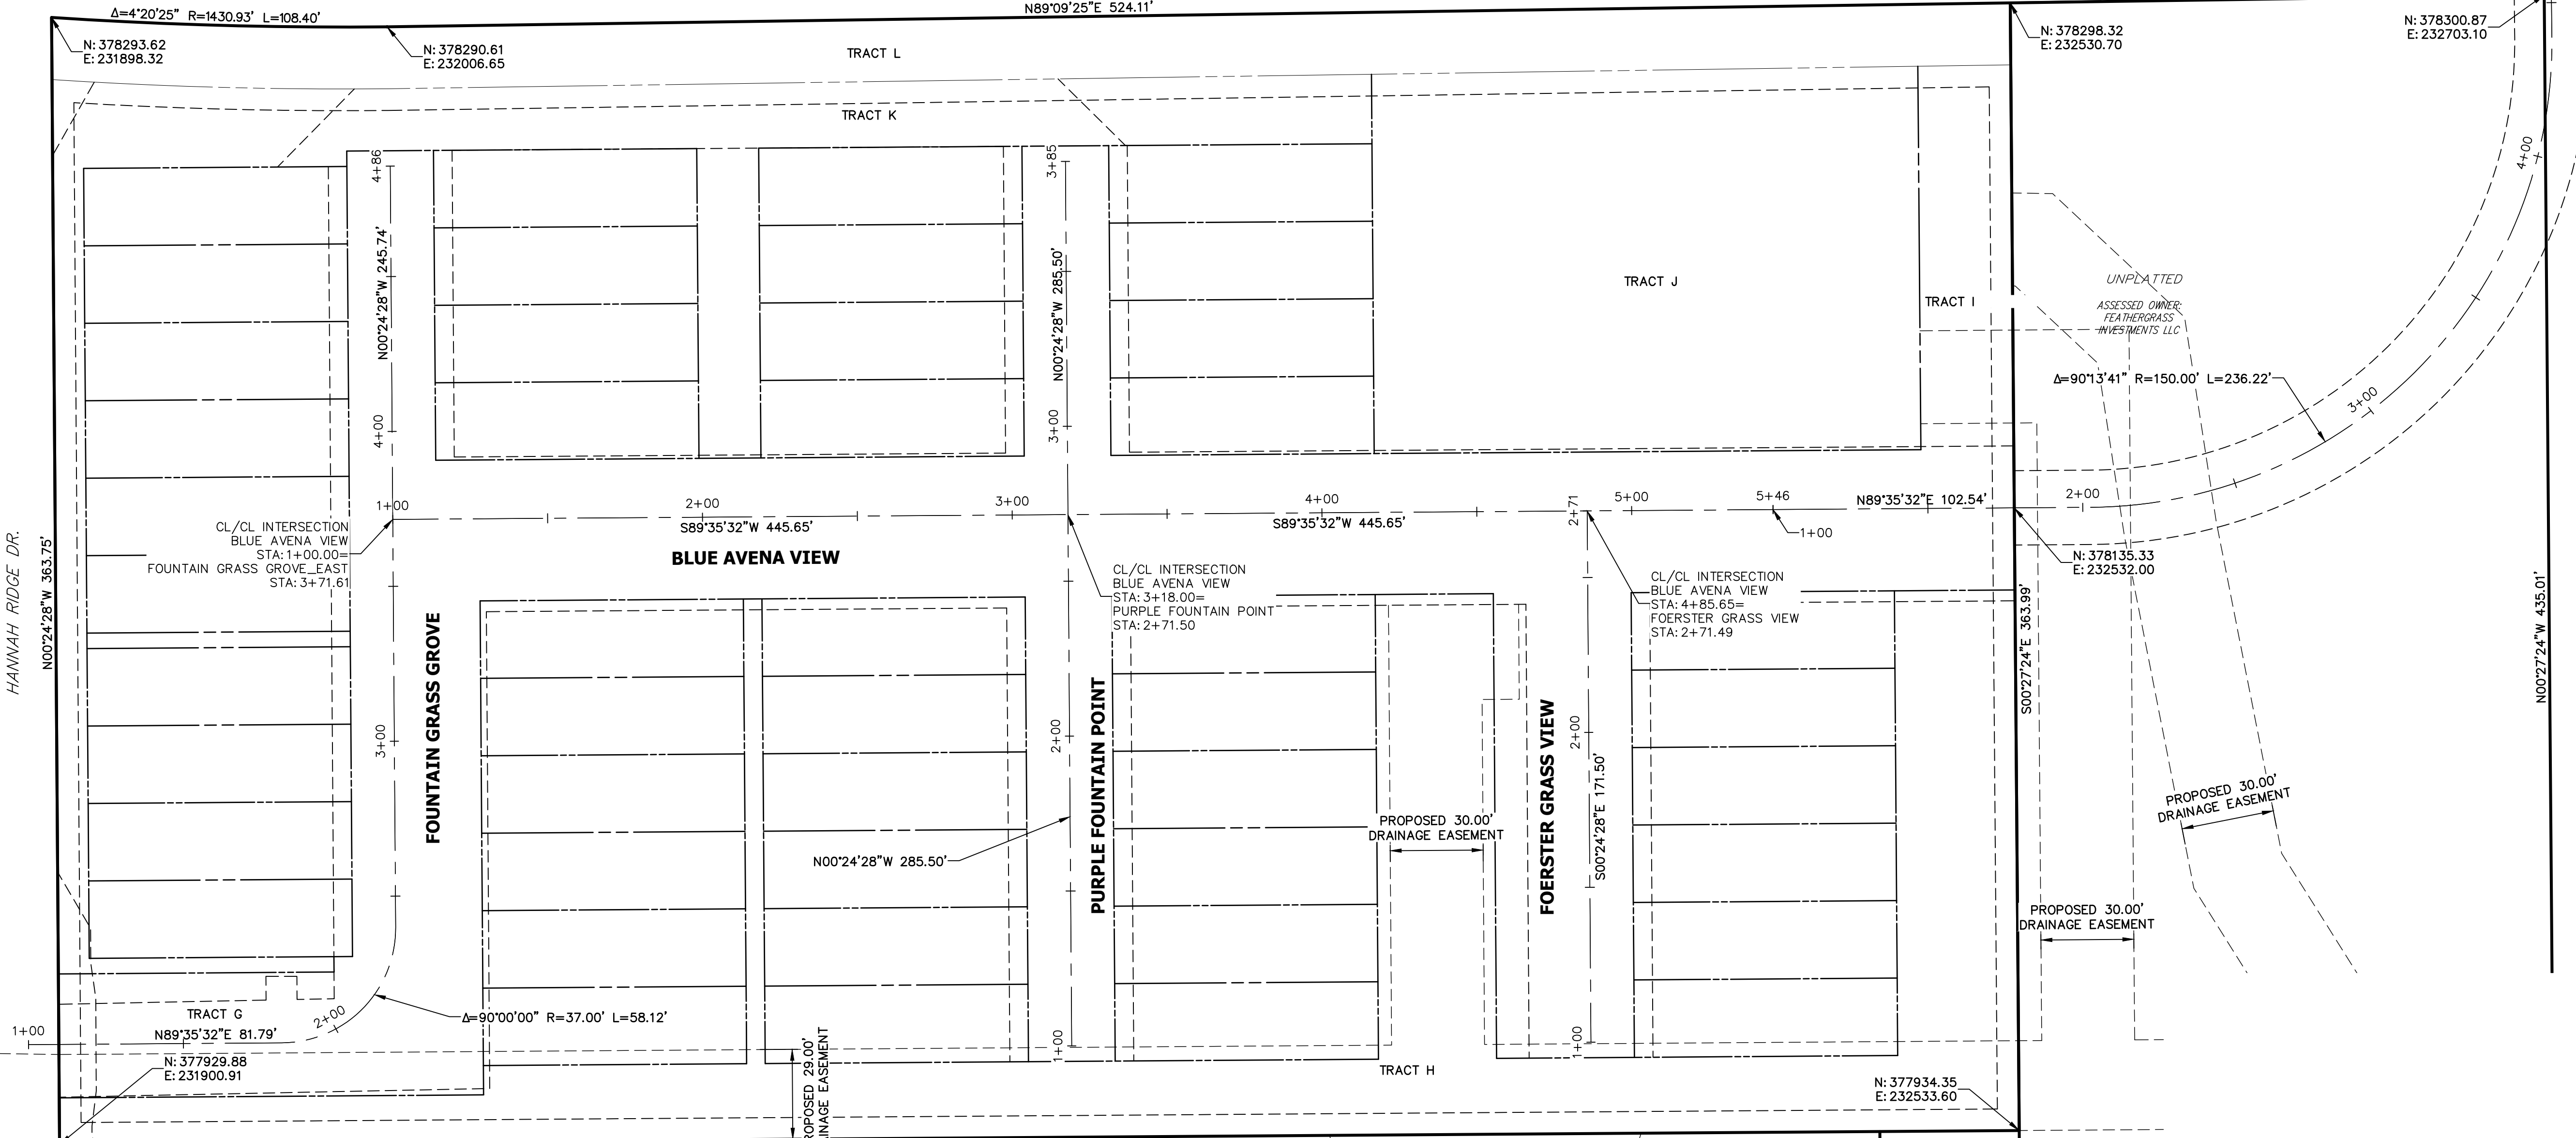 Δ=4°20'25" R=1430.93' L=108.40'
N89°09'25"E 524.11'
N: 378293.62
E: 231898.32
N: 378290.61
E: 232006.65
TRACT L
N: 378298.32
E: 232530.70
N: 378300.87
E: 232703.10
TRACT K
4+86
3+85
4+00
N00°24'28"W 245.74'
N00°24'28"W 285.50'
TRACT J
TRACT I
UNPLATTED
ASSESSED OWNER:
FEATHERGRASS
INVESTMENTS LLC
Δ=90°13'41" R=150.00' L=236.22'
3+00
4+00
3+00
1+00
2+00
3+00
4+00
2+71
5+00
5+46
N89°35'32"E 102.54'
2+00
S89°35'32"W 445.65'
S89°35'32"W 445.65'
1+00
CL/CL INTERSECTION
BLUE AVENA VIEW
STA: 1+00.00=
FOUNTAIN GRASS GROVE_EAST
STA: 3+71.61
BLUE AVENA VIEW
CL/CL INTERSECTION
BLUE AVENA VIEW
STA: 3+18.00=
PURPLE FOUNTAIN POINT
STA: 2+71.50
CL/CL INTERSECTION
BLUE AVENA VIEW
STA: 4+85.65=
FOERSTER GRASS VIEW
STA: 2+71.49
N: 378135.33
E: 232532.00
HANNAH RIDGE DR.
N00°24'28"W 363.75'
FOUNTAIN GRASS GROVE
3+00
2+00
PURPLE FOUNTAIN POINT
FOERSTER GRASS VIEW
2+00
S00°24'28"E 171.50'
S00°27'24"E 363.99'
N00°27'24"W 435.01'
PROPOSED 30.00'
DRAINAGE EASEMENT
PROPOSED 30.00'
DRAINAGE EASEMENT
N00°24'28"W 285.50'
PROPOSED 30.00'
DRAINAGE EASEMENT
TRACT G
2+00
Δ=90°00'00" R=37.00' L=58.12'
1+00
N89°35'32"E 81.79'
1+00
1+00
N: 377929.88
E: 231900.91
PROPOSED 29.00'
AINAGE EASEMENT
TRACT H
N: 377934.35
E: 232533.60